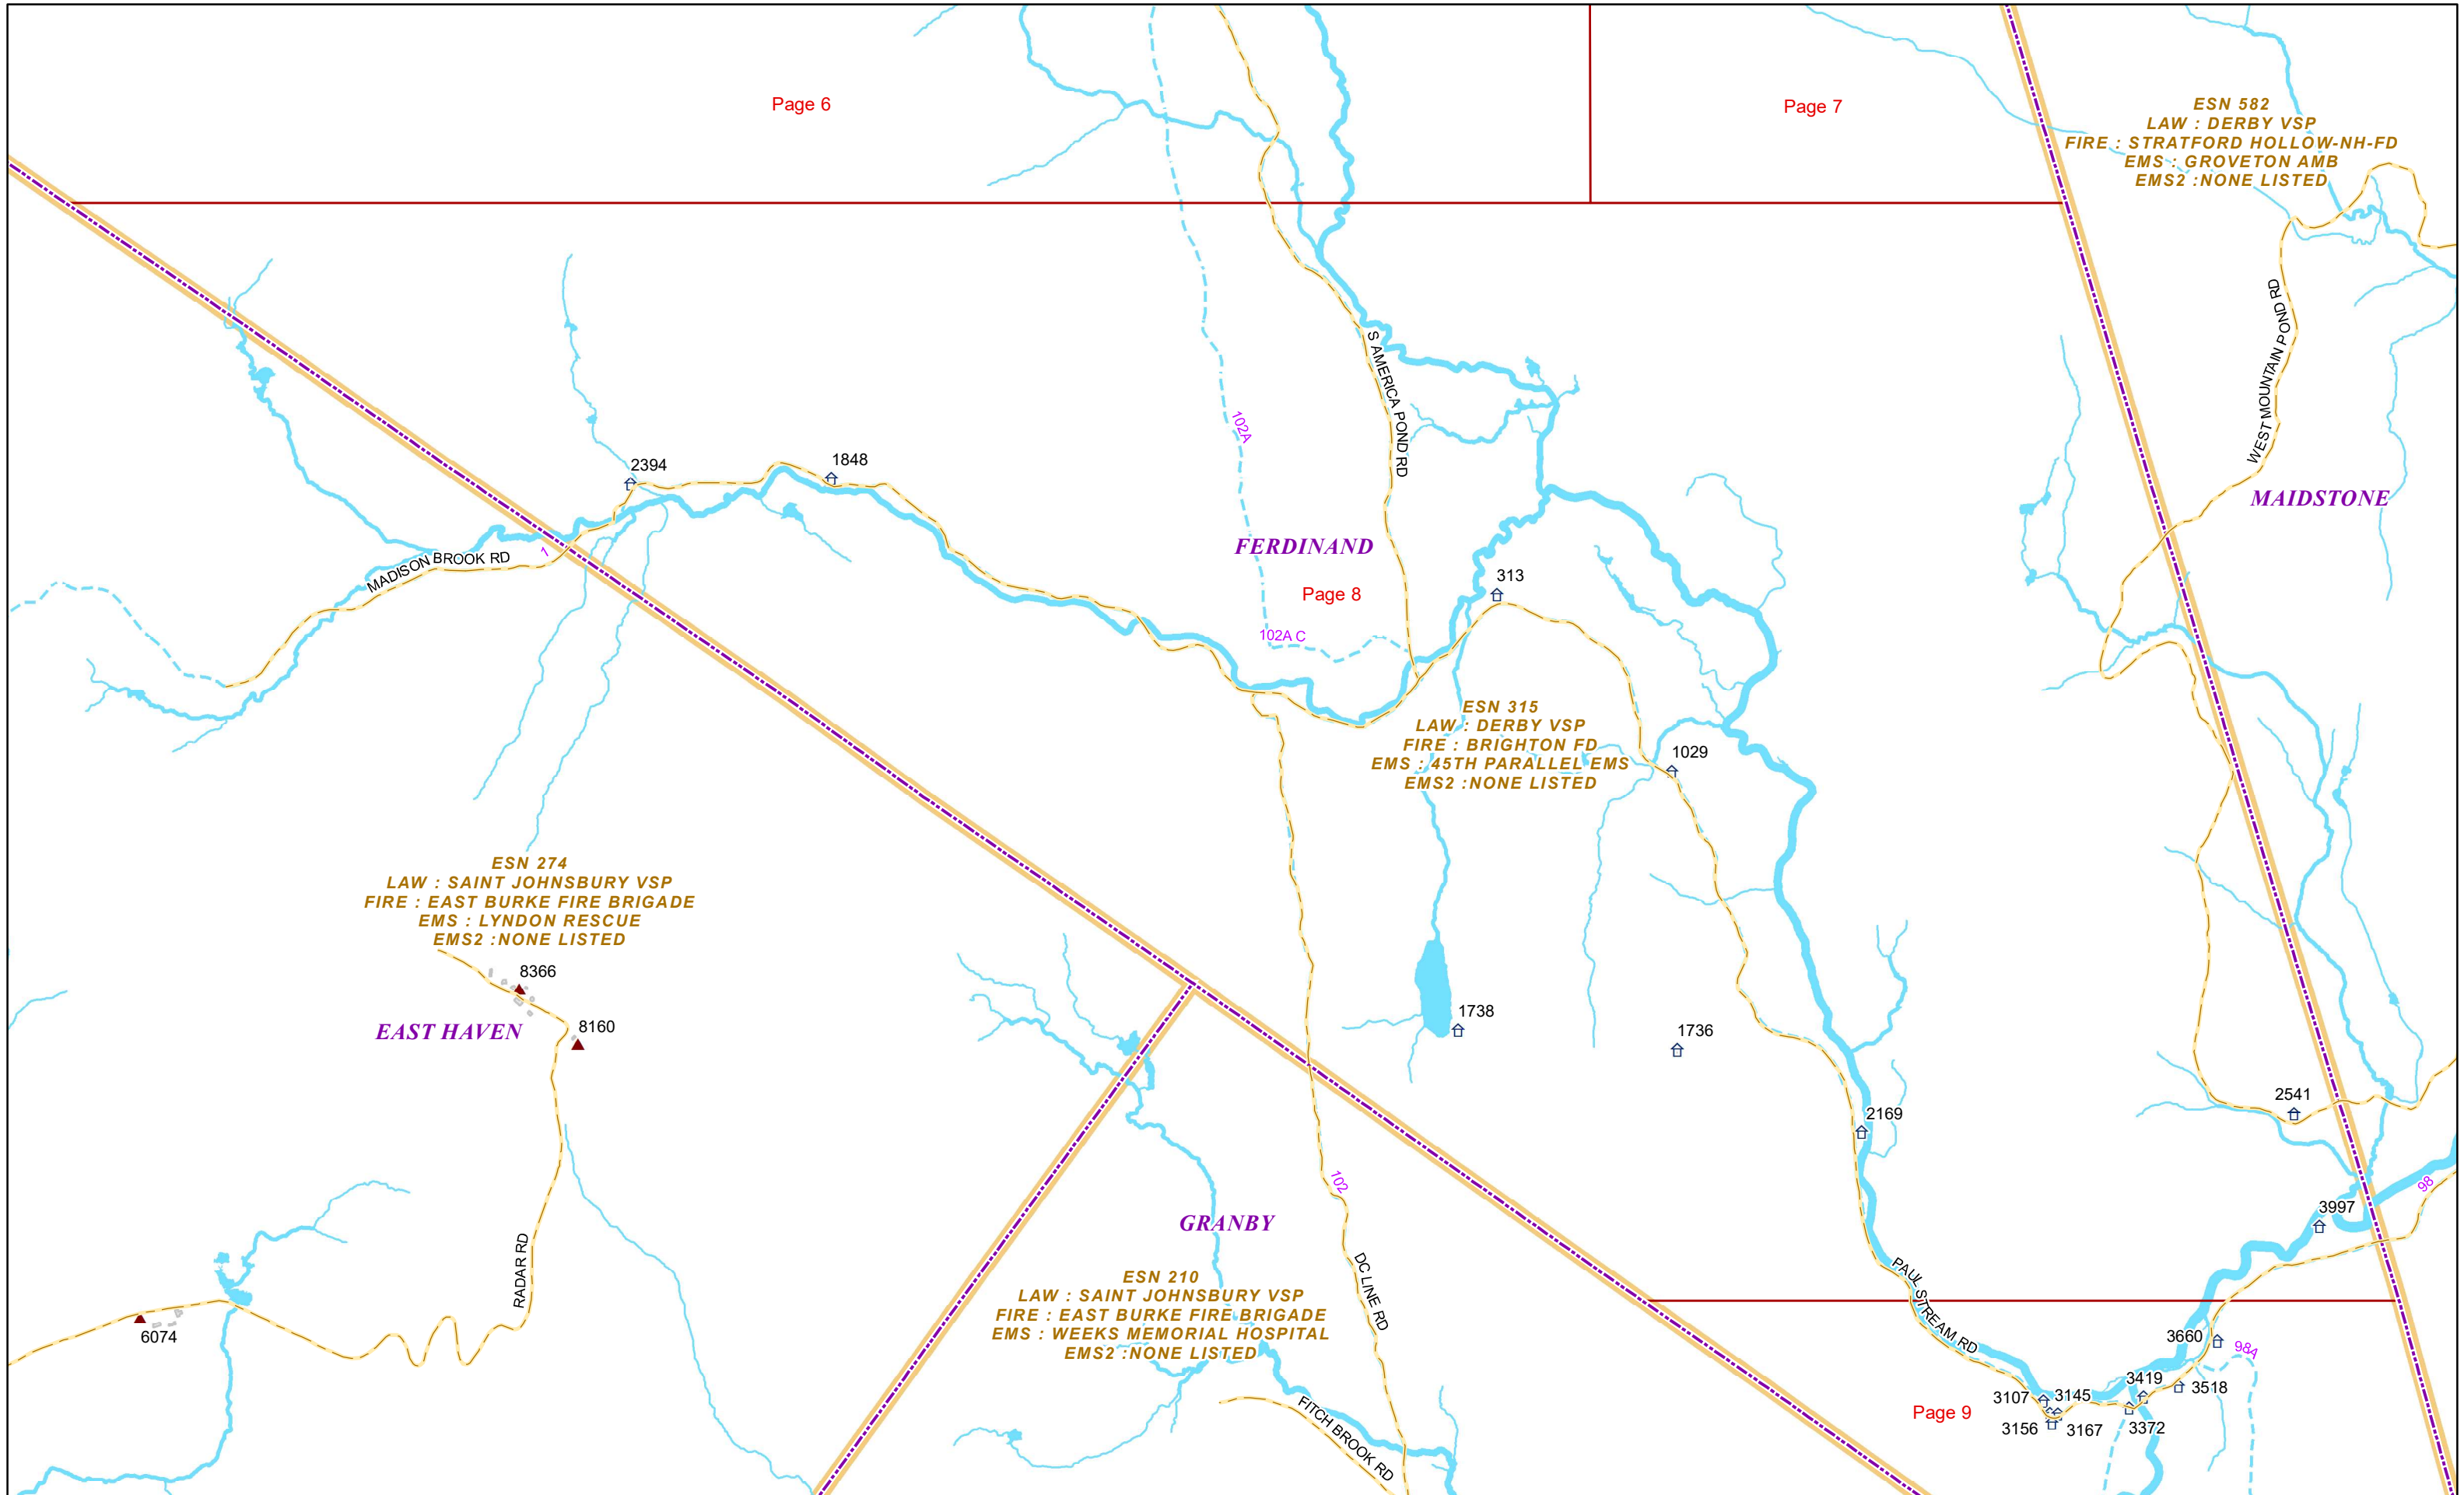 Page 6
Page 7
ESN 582
LAW : DERBY VSP
FIRE : STRATFORD HOLLOW-NH-FD
EMS : GROVETON AMB
EMS2 :NONE LISTED
WEST MOUNTAIN POND RD
S AMERICA POND RD
102A
2394
1848
MAIDSTONE
FERDINAND
1
MADISON BROOK RD
313
Page 8
102A C
ESN 315
LAW : DERBY VSP
FIRE : BRIGHTON FD
EMS : 45TH PARALLEL EMS
EMS2 :NONE LISTED
1029
ESN 274
LAW : SAINT JOHNSBURY VSP
FIRE : EAST BURKE FIRE BRIGADE
EMS : LYNDON RESCUE
EMS2 :NONE LISTED
8366
8160
EAST HAVEN
1738
1736
2541
2169
102
98
3997
GRANBY
RADAR RD
ESN 210
LAW : SAINT JOHNSBURY VSP
FIRE : EAST BURKE FIRE BRIGADE
EMS : WEEKS MEMORIAL HOSPITAL
EMS2 :NONE LISTED
DC LINE RD
PAUL STREAM RD
6074
3660
98A
3419
3518
3107
3145
Page 9
3156
3167
3372
FITCH BROOK RD